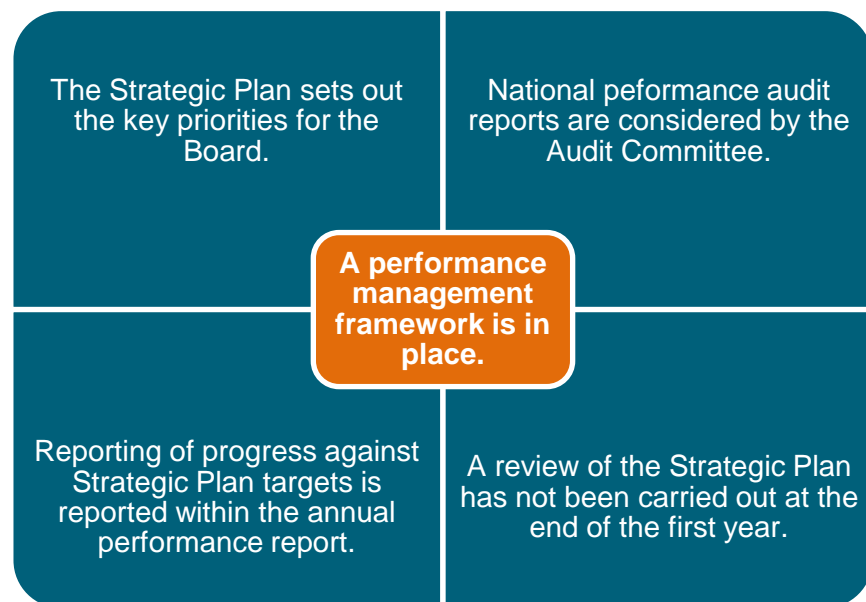 The Strategic Plan sets out
the key priorities for the
Board.
National peformance audit
reports are considered by the
Audit Committee.
A performance
management
framework is in
place.
Reporting of progress against
Strategic Plan targets is
reported within the annual
performance report.
A review of the Strategic Plan
has not been carried out at the
end of the first year.